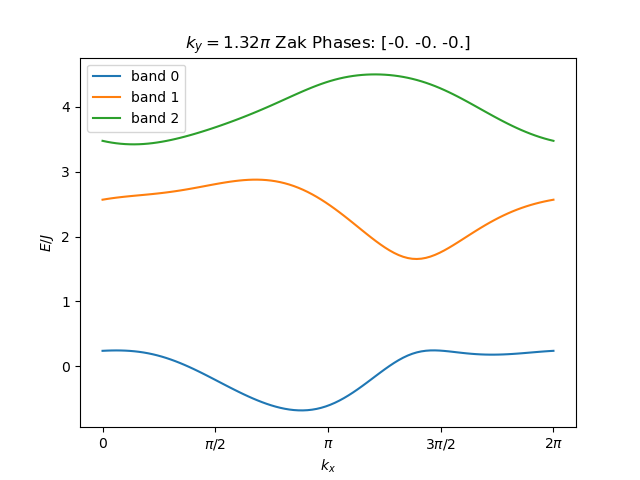 k_y = 1.32π Zak Phases: [-0. -0. -0.]
band 0
band 1
band 2
4
3
2
1
0
E/J
0 π/2 π 3π/2 2π
k_x